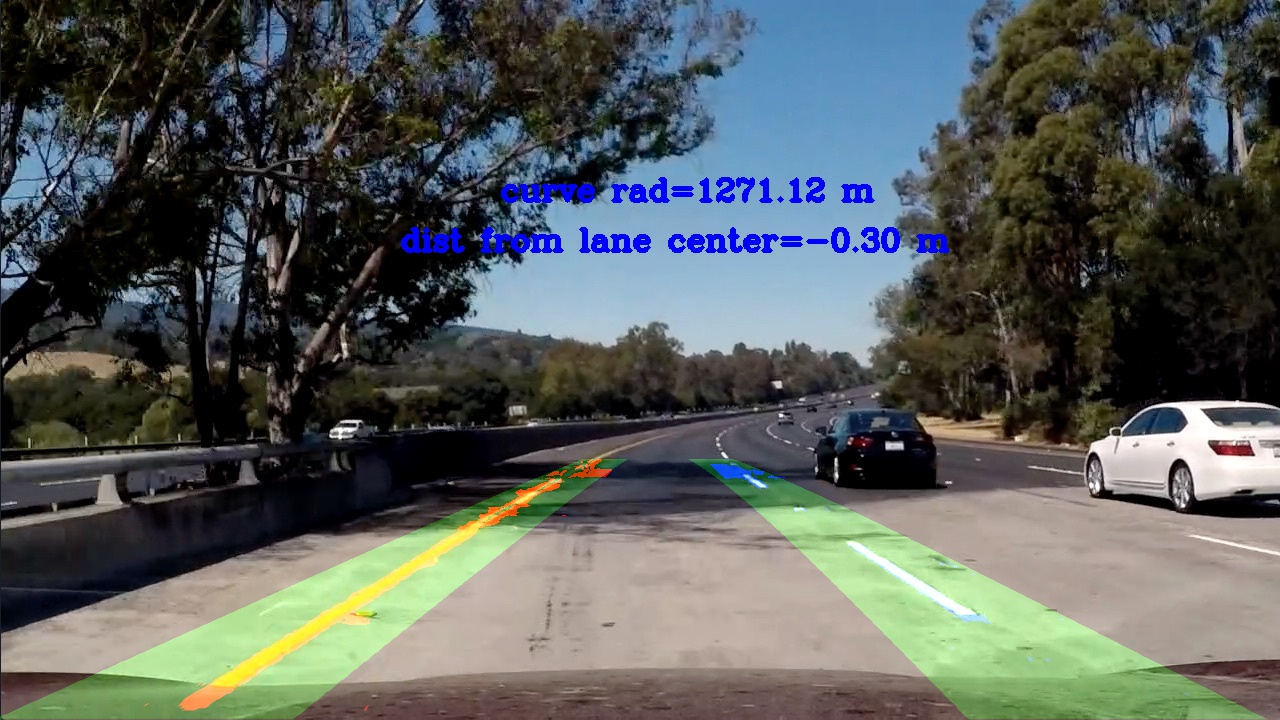 curve rad=1271.12 m
dist from lane center=-0.30 m